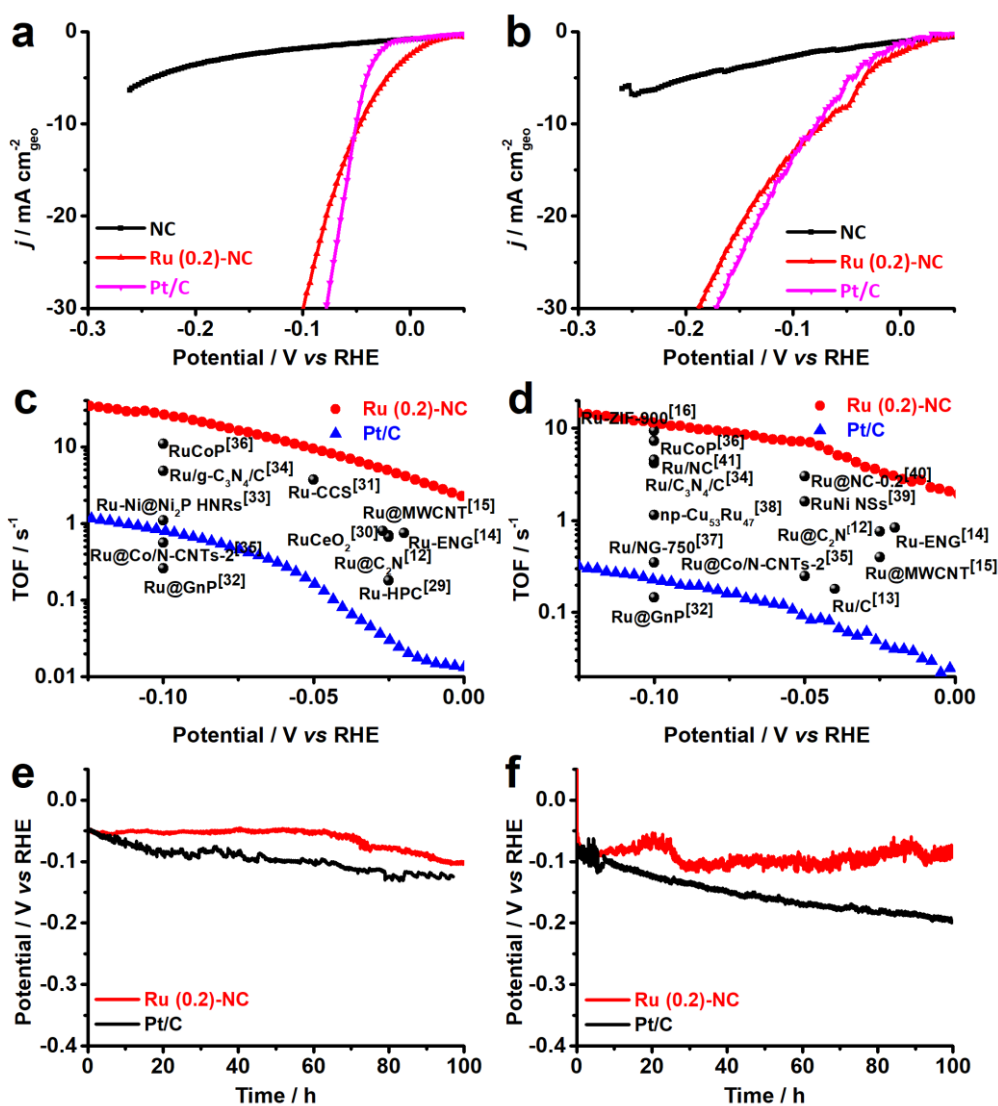 a
0
-10
-20
-30
j / mA cm⁻²geo
NC
Ru (0.2)-NC
Pt/C
-0.3 -0.2 -0.1 0.0
Potential / V vs RHE
b
0
-10
-20
-30
j / mA cm⁻²geo
NC
Ru (0.2)-NC
Pt/C
-0.3 -0.2 -0.1 0.0
Potential / V vs RHE
c
10
1
0.1
0.01
TOF / s⁻¹
Ru (0.2)-NC
Pt/C
RuCoP[36]
Ru/g-C₃N₄/C[34]
Ru-CCS[31]
Ru-Ni@Ni₂P HNRs[33]
Ru@MWCNT[15]
RuCeO₂[30]
Ru-ENG[14]
Ru@Co/N-CNTs-2[35]
Ru@C₂N[12]
Ru@GnP[32]
Ru-HPC[29]
-0.10 -0.05 0.00
Potential / V vs RHE
d
10
1
0.1
TOF / s⁻¹
Ru-ZIF-900[16]
Ru (0.2)-NC
Pt/C
RuCoP[36]
Ru/NC[41]
Ru/C₃N₄/C[34]
Ru@NC-0.2[40]
RuNi NSs[39]
np-Cu₅₃Ru₄₇[38]
Ru@C₂N[12]
Ru-ENG[14]
Ru/NG-750[37]
Ru@Co/N-CNTs-2[35]
Ru@MWCNT[15]
Ru@GnP[32]
Ru/C[13]
-0.10 -0.05 0.00
Potential / V vs RHE
e
0.0
-0.1
-0.2
-0.3
-0.4
Potential / V vs RHE
Ru (0.2)-NC
Pt/C
0 20 40 60 80 100
Time / h
f
0.0
-0.1
-0.2
-0.3
-0.4
Potential / V vs RHE
Ru (0.2)-NC
Pt/C
0 20 40 60 80 100
Time / h